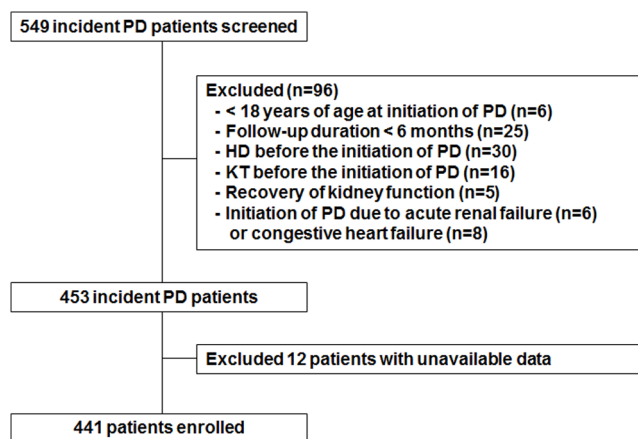 549 incident PD patients screened
Excluded (n=96)
- < 18 years of age at initiation of PD (n=6)
- Follow-up duration < 6 months (n=25)
- HD before the initiation of PD (n=30)
- KT before the initiation of PD (n=16)
- Recovery of kidney function (n=5)
- Initiation of PD due to acute renal failure (n=6)
or congestive heart failure (n=8)
453 incident PD patients
Excluded 12 patients with unavailable data
441 patients enrolled